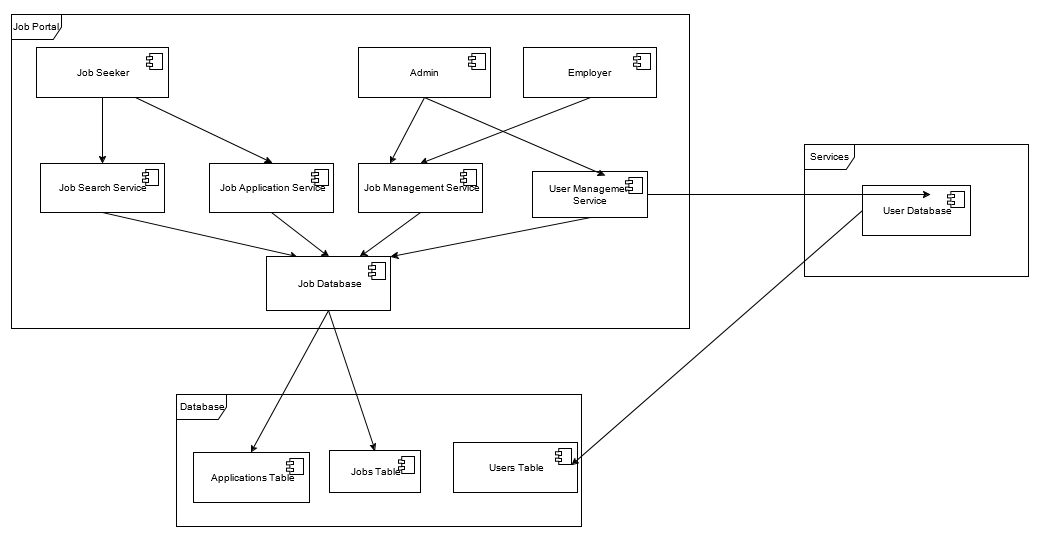 Job Portal
Job Seeker
Admin
Employer
Job Search Service
Job Application Service
Job Management Service
User Management
Service
Services
User Database
Job Database
Database
Applications Table
Jobs Table
Users Table